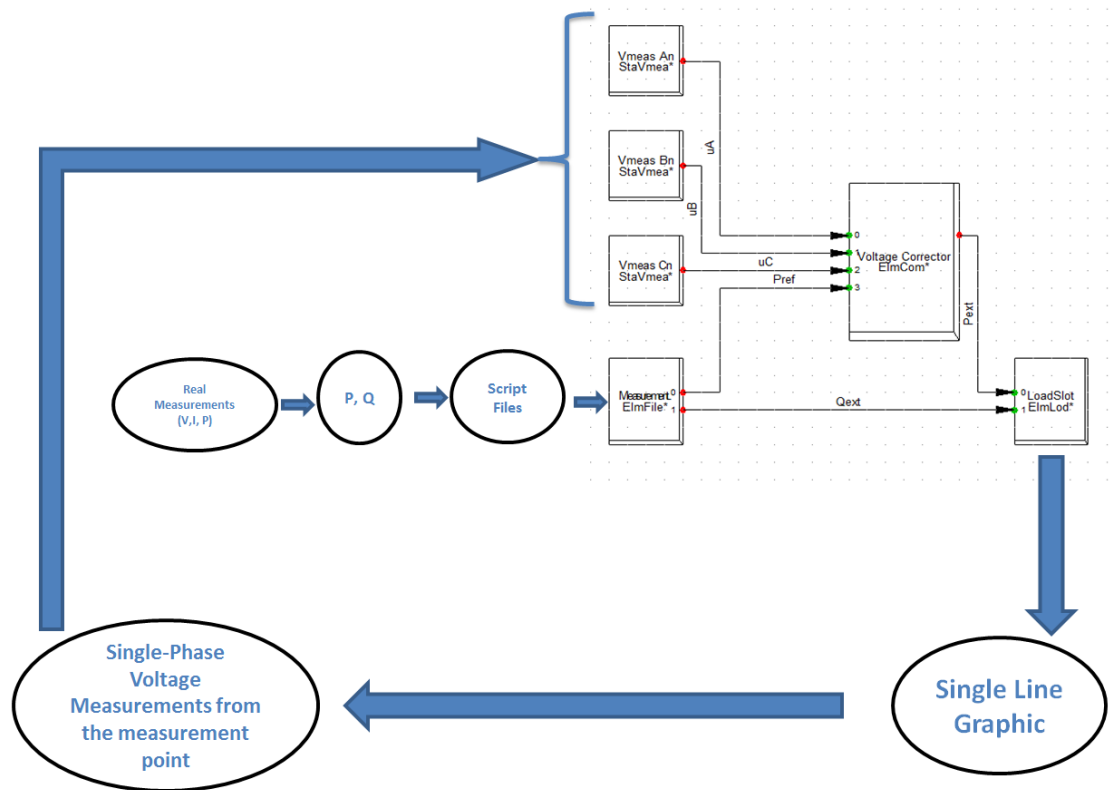 Vmeas An
StaVmea*
Vmeas Bn
StaVmea*
Vmeas Cn
StaVmea*
uA
uB
uC
Pref
0
1
2
3
Voltage Corrector
ElmCom*
Pext
Real
Measurements
(V,I, P)
P, Q
Script
Files
Measurement..
ElmFile*
0
1
Qext
0
1
LoadSlot
ElmLod*
Single-Phase
Voltage
Measurements from
the measurement
point
Single Line
Graphic